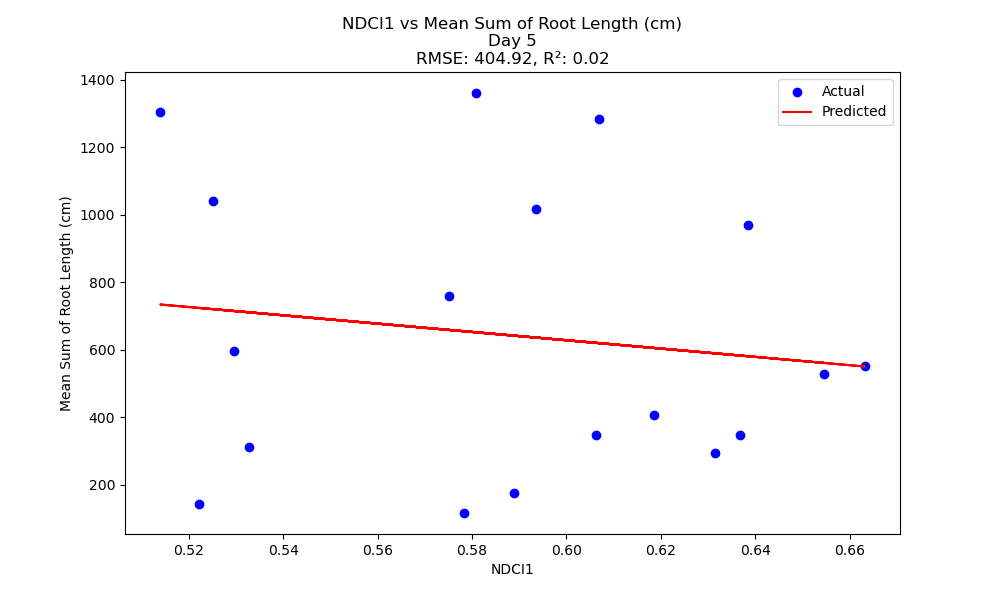 NDCI1 vs Mean Sum of Root Length (cm)
Day 5
RMSE: 404.92, R²: 0.02
Actual
Predicted
Mean Sum of Root Length (cm)
1400
1200
1000
800
600
400
200
0.52 0.54 0.56 0.58 0.60 0.62 0.64 0.66
NDCI1